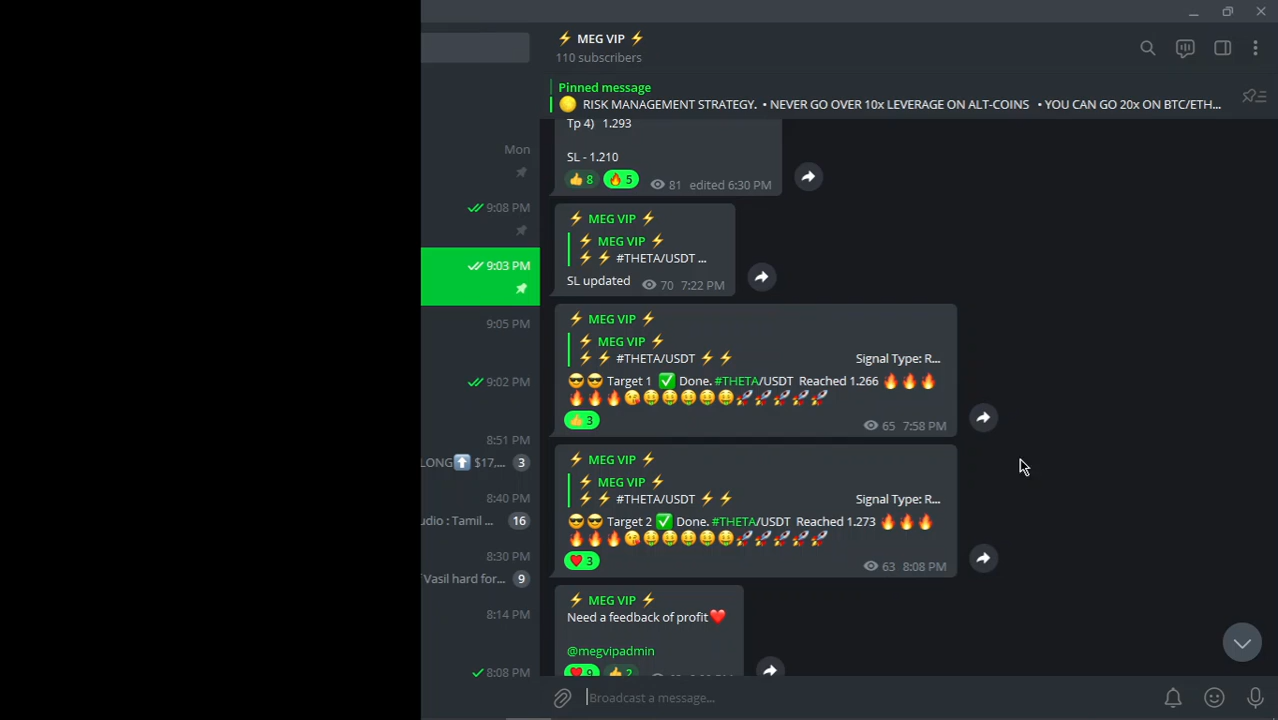 ⚡ MEG VIP ⚡
110 subscribers
Pinned message
🟡 RISK MANAGEMENT STRATEGY. • NEVER GO OVER 10x LEVERAGE ON ALT-COINS • YOU CAN GO 20x ON BTC/ETH...
Mon
9:08 PM
9:03 PM
9:05 PM
9:02 PM
8:51 PM
LONG⬆️ $17,... 3
8:40 PM
udio : Tamil ... 16
8:30 PM
Vasil hard for... 9
8:14 PM
8:08 PM
Tp 4) 1.293
SL - 1.210
👍 8 🔥 5 81 edited 6:30 PM
⚡ MEG VIP ⚡
⚡ MEG VIP ⚡
⚡ ⚡ #THETA/USDT ...
SL updated 70 7:22 PM
⚡ MEG VIP ⚡
⚡ MEG VIP ⚡
⚡ ⚡ #THETA/USDT ⚡ ⚡ Signal Type: R...
😎 😎 Target 1 ✅ Done. #THETA/USDT Reached 1.266 🔥 🔥 🔥
🔥 🔥 🔥 😘 🤑 🤑 🤑 🤑 🤑 🚀 🚀 🚀 🚀 🚀
👍 3 65 7:58 PM
⚡ MEG VIP ⚡
⚡ MEG VIP ⚡
⚡ ⚡ #THETA/USDT ⚡ ⚡ Signal Type: R...
😎 😎 Target 2 ✅ Done. #THETA/USDT Reached 1.273 🔥 🔥 🔥
🔥 🔥 🔥 😘 🤑 🤑 🤑 🤑 🤑 🚀 🚀 🚀 🚀 🚀
❤️ 3 63 8:08 PM
⚡ MEG VIP ⚡
Need a feedback of profit❤️
@megvipadmin
❤️ 9 👍 2
Broadcast a message...